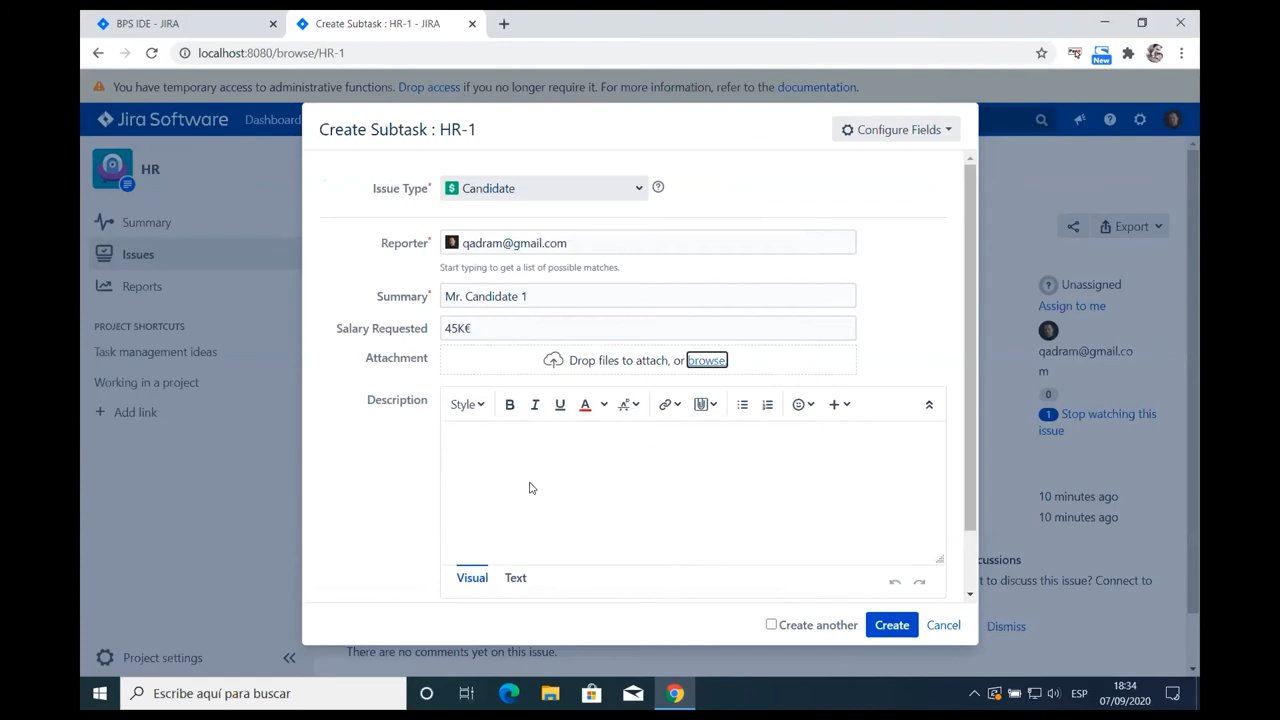 BPS IDE - JIRA
Create Subtask : HR-1 - JIRA
localhost:8080/browse/HR-1
New
You have temporary access to administrative functions. Drop access if you no longer require it. For more information, refer to the documentation.
Jira Software
Dashboard
Create Subtask : HR-1
Configure Fields
HR
Summary
Issues
Reports
PROJECT SHORTCUTS
Task management ideas
Working in a project
+ Add link
Project settings
Issue Type*
Candidate
Reporter*
qadram@gmail.com
Start typing to get a list of possible matches.
Summary*
Mr. Candidate 1
Salary Requested
45K€
Attachment
Drop files to attach, or browse.
Description
Style
B
I
U
A
Visual
Text
Create another
Create
Cancel
Export
Unassigned
Assign to me
qadram@gmail.co
m
0
1 Stop watching this
issue
10 minutes ago
10 minutes ago
cussions
t to discuss this issue? Connect to
Dismiss
There are no comments yet on this issue.
Escribe aquí para buscar
ESP
18:34
07/09/2020